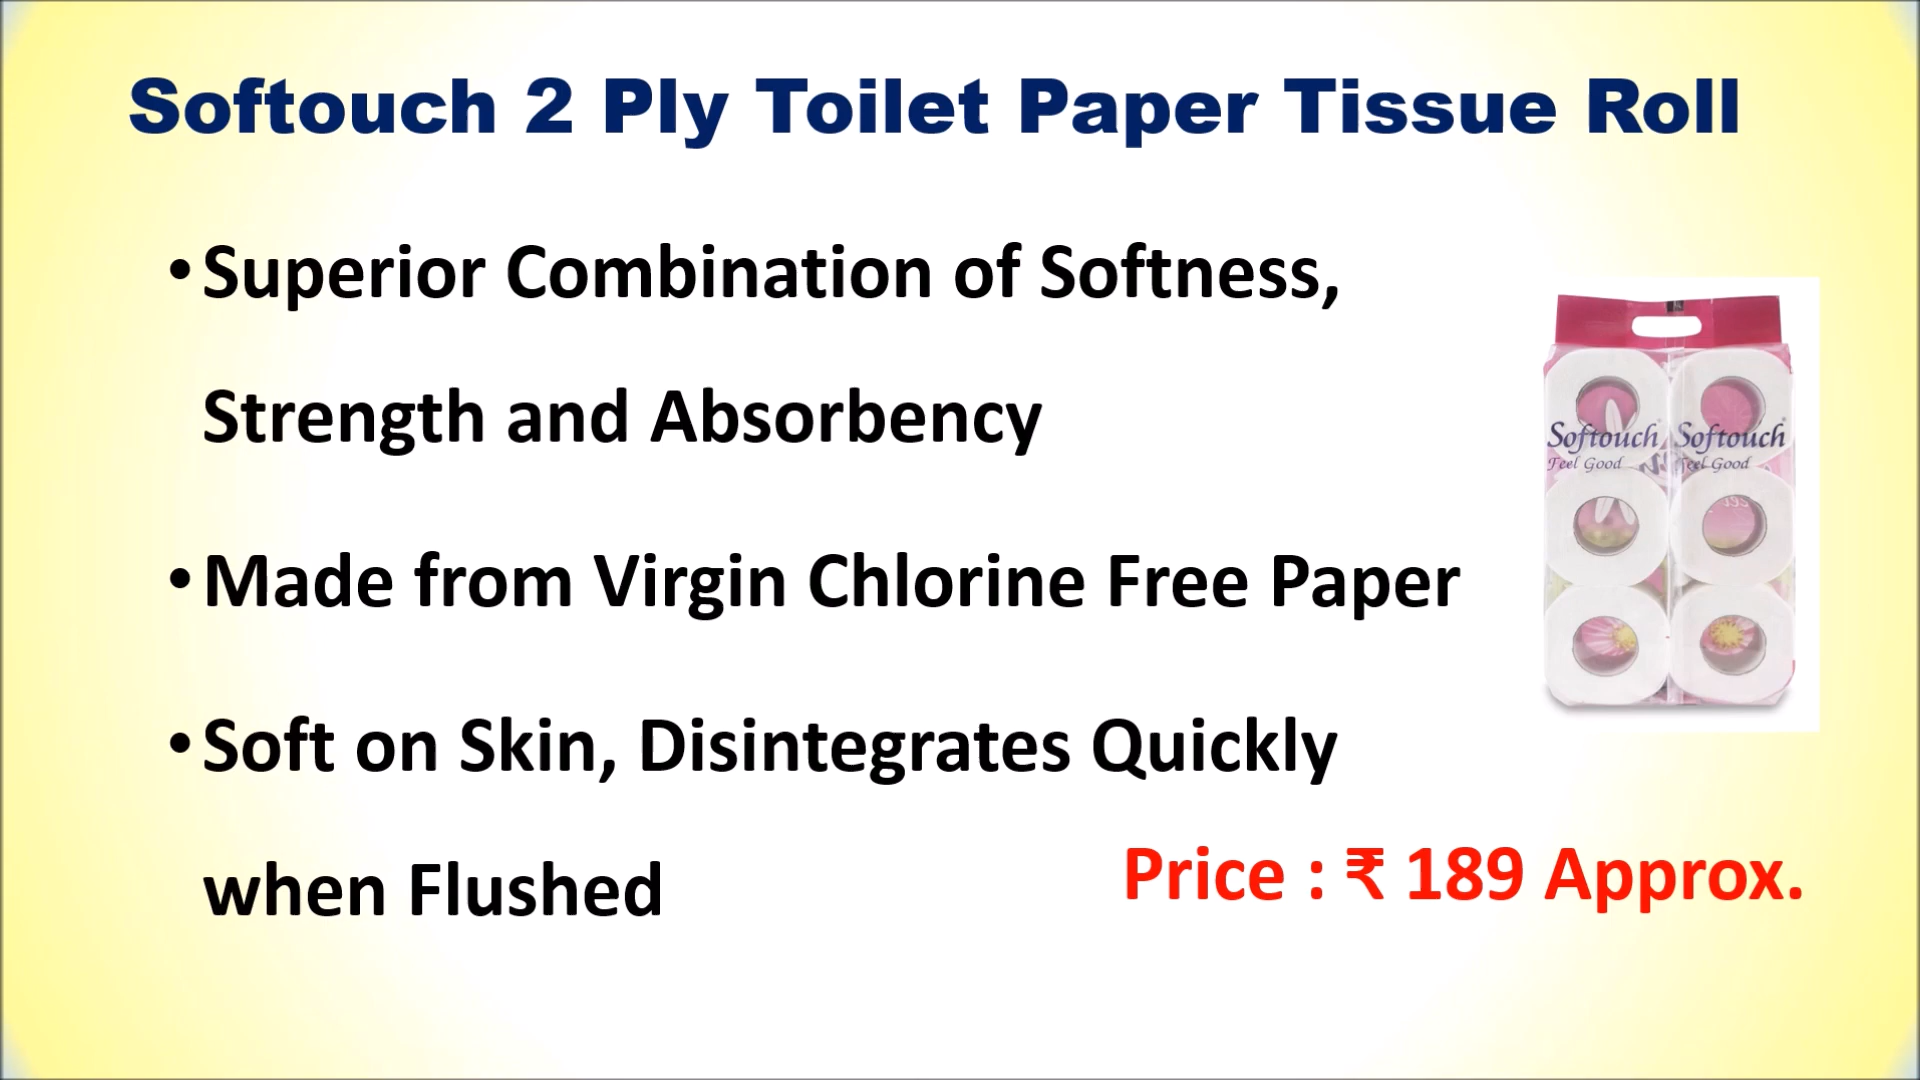 Softouch 2 Ply Toilet Paper Tissue Roll
• Superior Combination of Softness,
Strength and Absorbency
• Made from Virgin Chlorine Free Paper
• Soft on Skin, Disintegrates Quickly
when Flushed
Softouch Softouch
Feel Good Feel Good
Price : ₹ 189 Approx.